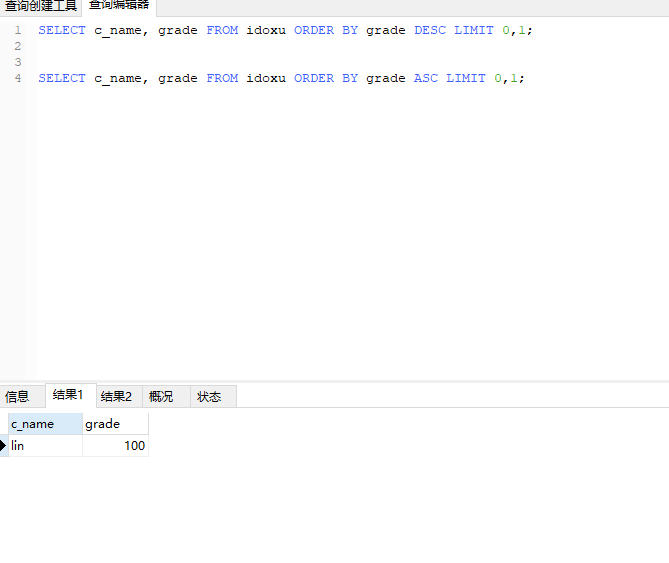 查询创建工具 查询编辑器
1 SELECT c_name, grade FROM idoxu ORDER BY grade DESC LIMIT 0,1;
2
3
4 SELECT c_name, grade FROM idoxu ORDER BY grade ASC LIMIT 0,1;
信息 结果1 结果2 概况 状态
c_name grade
lin 100